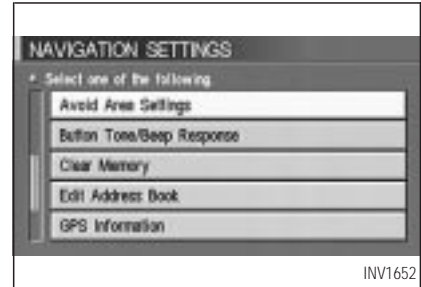 NAVIGATION SETTINGS
Select one of the following
Avoid Area Settings
Button Tone/Beep Response
Clear Memory
Edit Address Book
GPS Information
INV1652